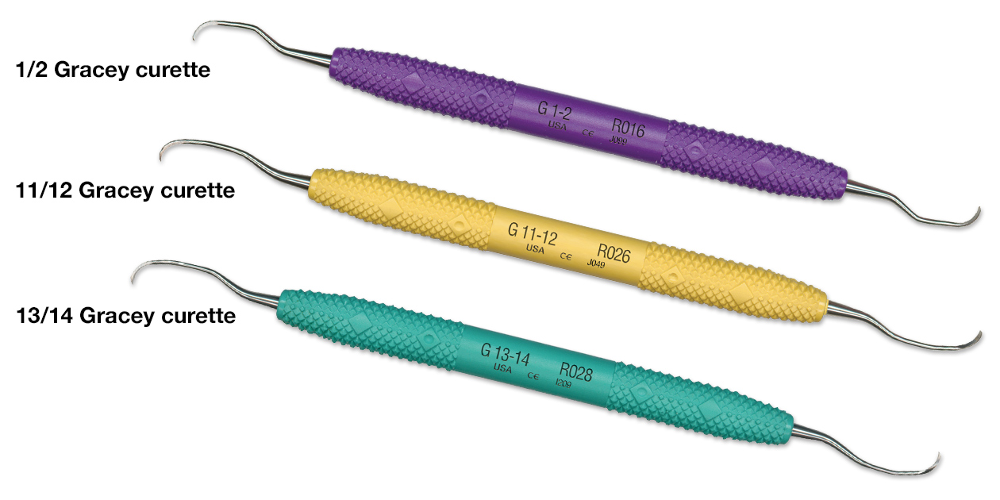 1/2 Gracey curette
G 1-2 R016
USA CE J099
11/12 Gracey curette
G 11-12 R026
USA CE J049
13/14 Gracey curette
G 13-14 R028
USA CE I209